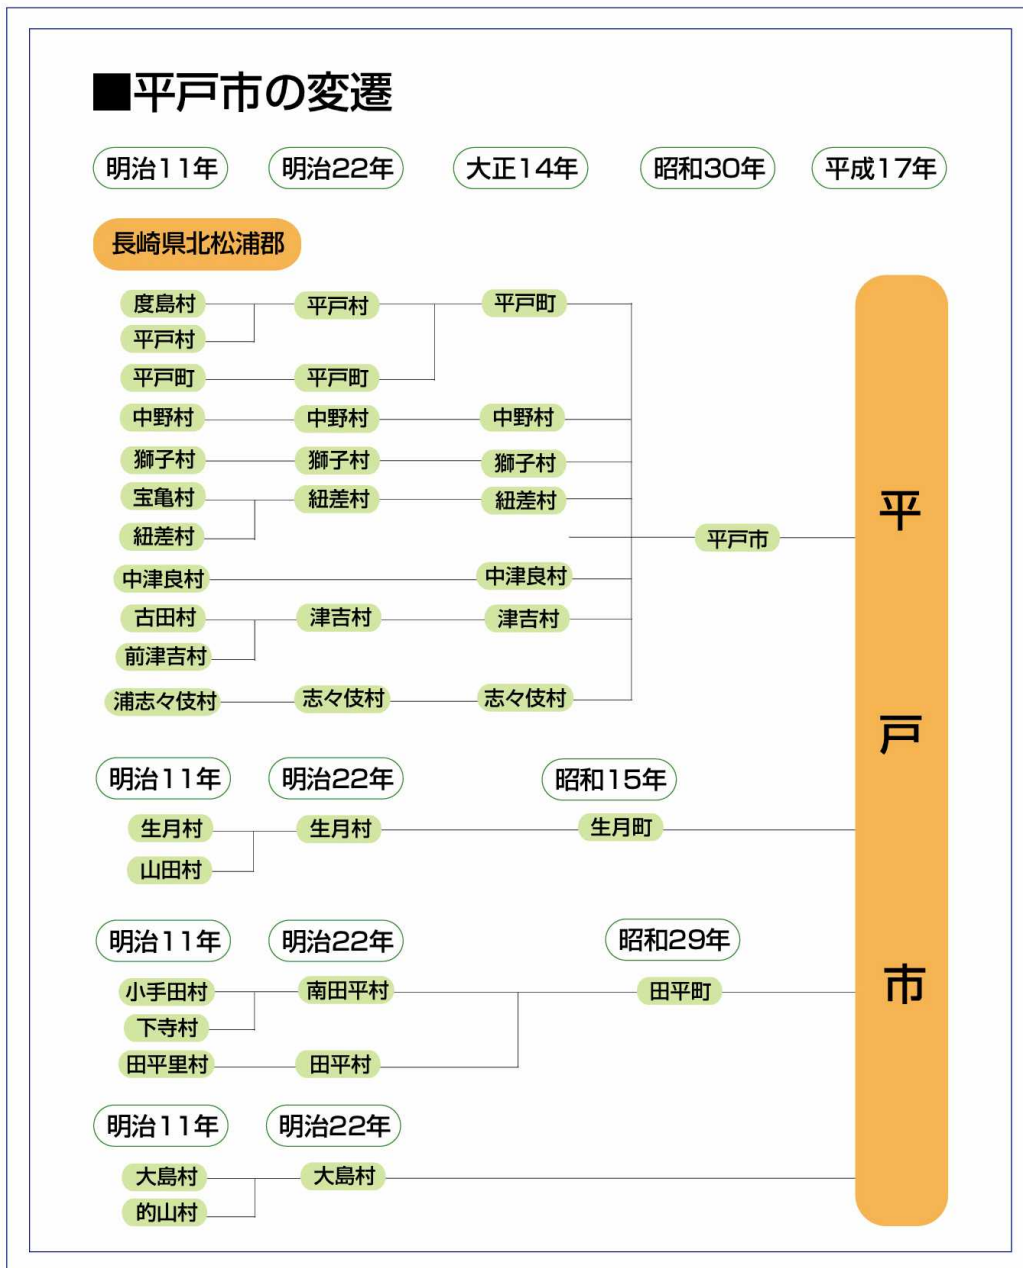 ■平戸市の変遷
明治11年 明治22年 大正14年 昭和30年 平成17年
長崎県北松浦郡
度島村 平戸村 平戸町
平戸村
平戸町 平戸町
中野村 中野村 中野村
獅子村 獅子村 獅子村
宝亀村 紐差村 紐差村
紐差村
平戸市
中津良村 中津良村
古田村 津吉村 津吉村
前津吉村
浦志々伎村 志々伎村 志々伎村
明治11年 明治22年 昭和15年
生月村 生月村 生月町
山田村
明治11年 明治22年 昭和29年
小手田村 南田平村 田平町
下寺村
田平里村 田平村
明治11年 明治22年
大島村 大島村
的山村
平戸市